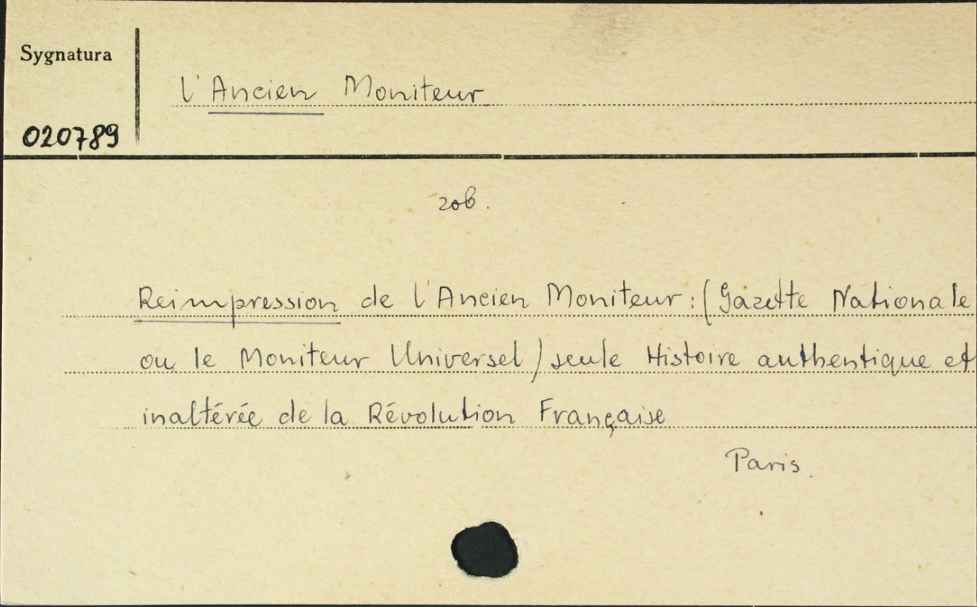 Sygnatura
l'Ancien Moniteur
020789
zob.
Reimpression de l'Ancien Moniteur: (Gazette Nationale
ou le Moniteur Universel) seule Histoire authentique et
inaltérée de la Révolution Française
Paris.